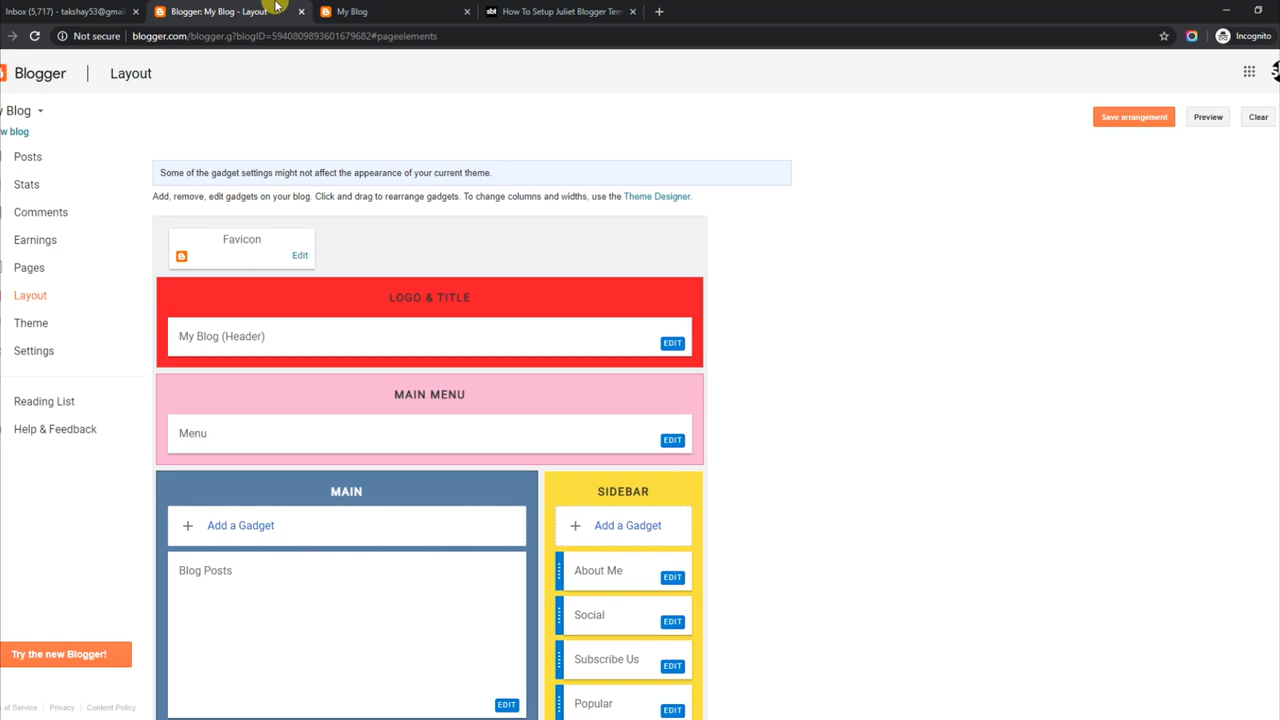 Inbox (5,717) - takshay53@gmail
Blogger: My Blog - Layout
My Blog
How To Setup Juliet Blogger Tem
Not secure
blogger.com/blogger.g?blogID=5940809893601679682#pageelements
Incognito
Blogger
Layout
y Blog
Save arrangement
Preview
Clear
w blog
Posts
Stats
Comments
Earnings
Pages
Layout
Theme
Settings
Reading List
Help & Feedback
Try the new Blogger!
s of Service
Privacy
Content Policy
Some of the gadget settings might not affect the appearance of your current theme.
Add, remove, edit gadgets on your blog. Click and drag to rearrange gadgets. To change columns and widths, use the Theme Designer.
Favicon
Edit
LOGO & TITLE
My Blog (Header)
EDIT
MAIN MENU
Menu
EDIT
MAIN
Add a Gadget
Blog Posts
EDIT
SIDEBAR
Add a Gadget
About Me
EDIT
Social
EDIT
Subscribe Us
EDIT
Popular
EDIT